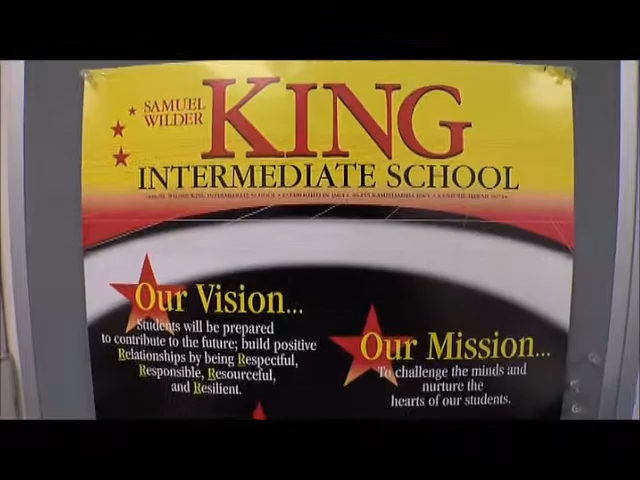 SAMUEL
WILDER
KING
INTERMEDIATE SCHOOL
Our Vision...
Students will be prepared
to contribute to the future; build positive
Relationships by being Respectful,
Responsible, Resourceful,
and Resilient.
Our Mission...
To challenge the minds and
nurture the
hearts of our students.